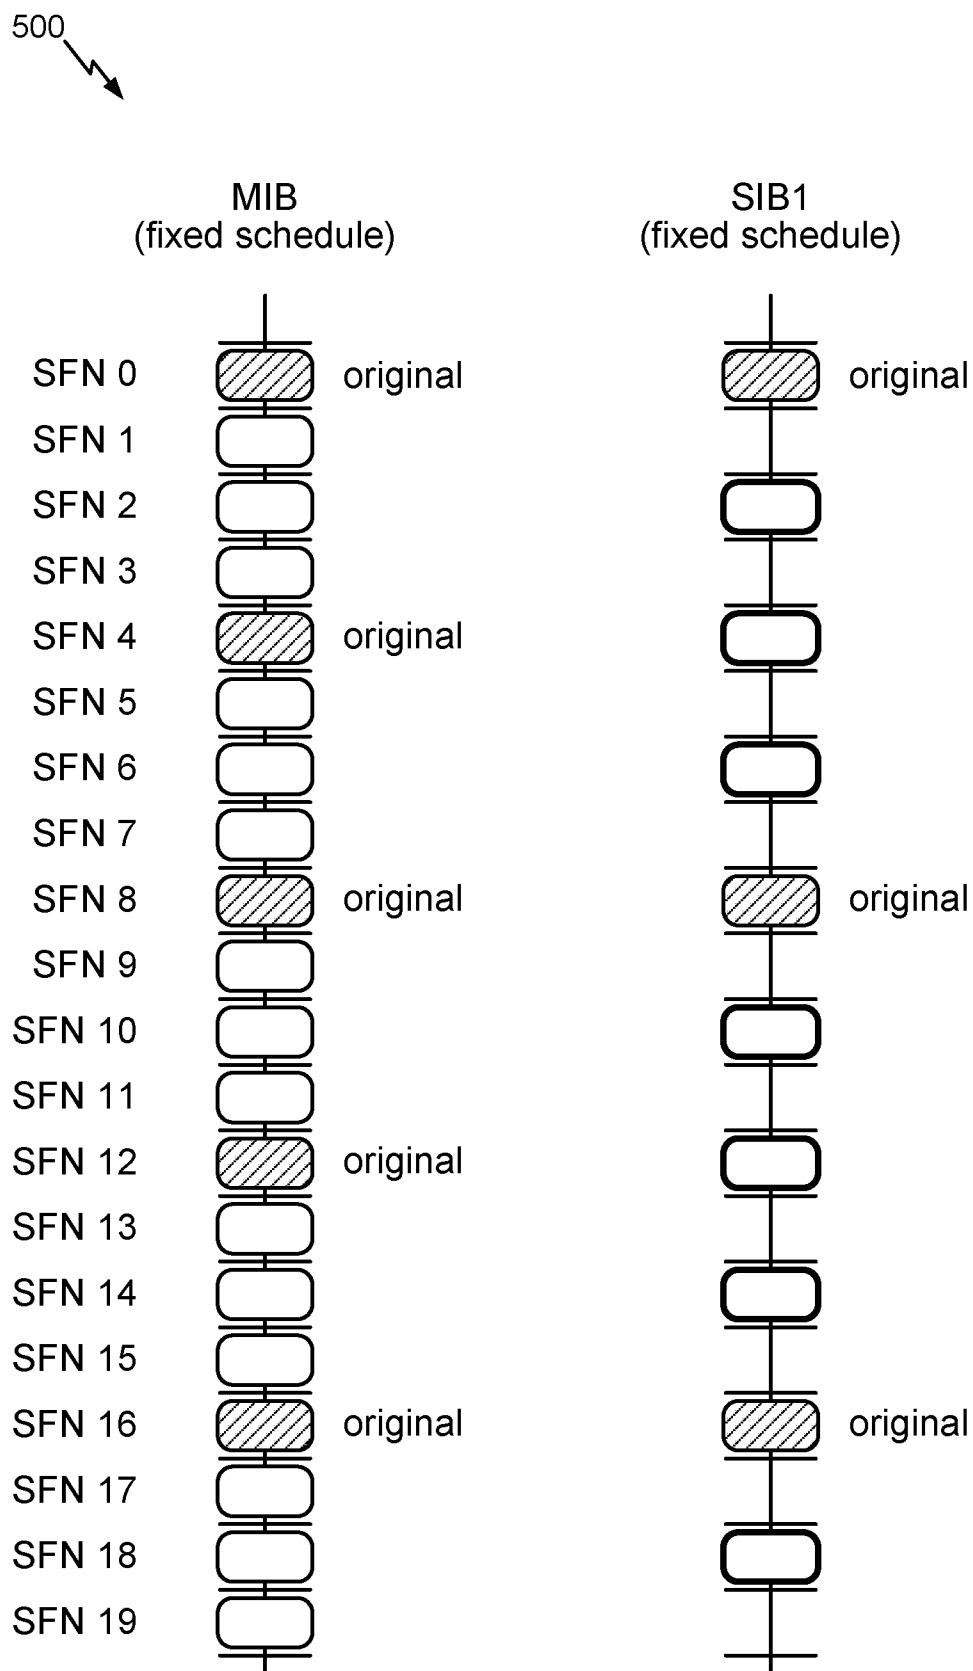 500
MIB
(fixed schedule)
SIB1
(fixed schedule)
SFN 0 original original
SFN 1
SFN 2
SFN 3
SFN 4 original
SFN 5
SFN 6
SFN 7
SFN 8 original original
SFN 9
SFN 10
SFN 11
SFN 12 original
SFN 13
SFN 14
SFN 15
SFN 16 original original
SFN 17
SFN 18
SFN 19